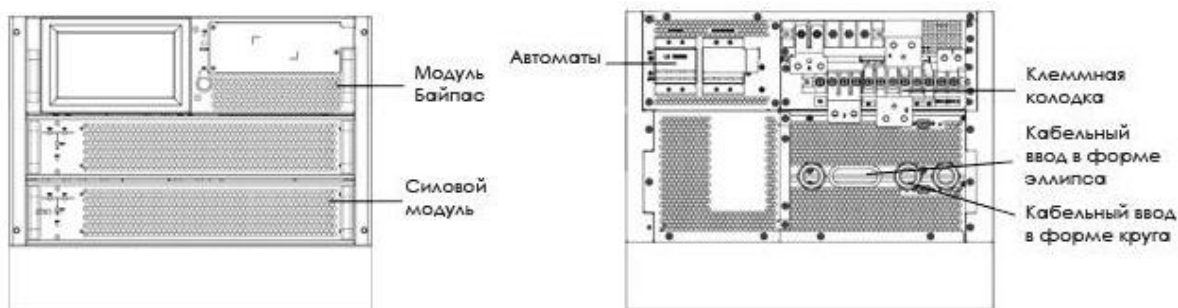 Модуль
Байпас
Силовой
модуль
Автоматы
Клеммная
колодка
Кабельный
ввод в форме
эллипса
Кабельный ввод
в форме круга